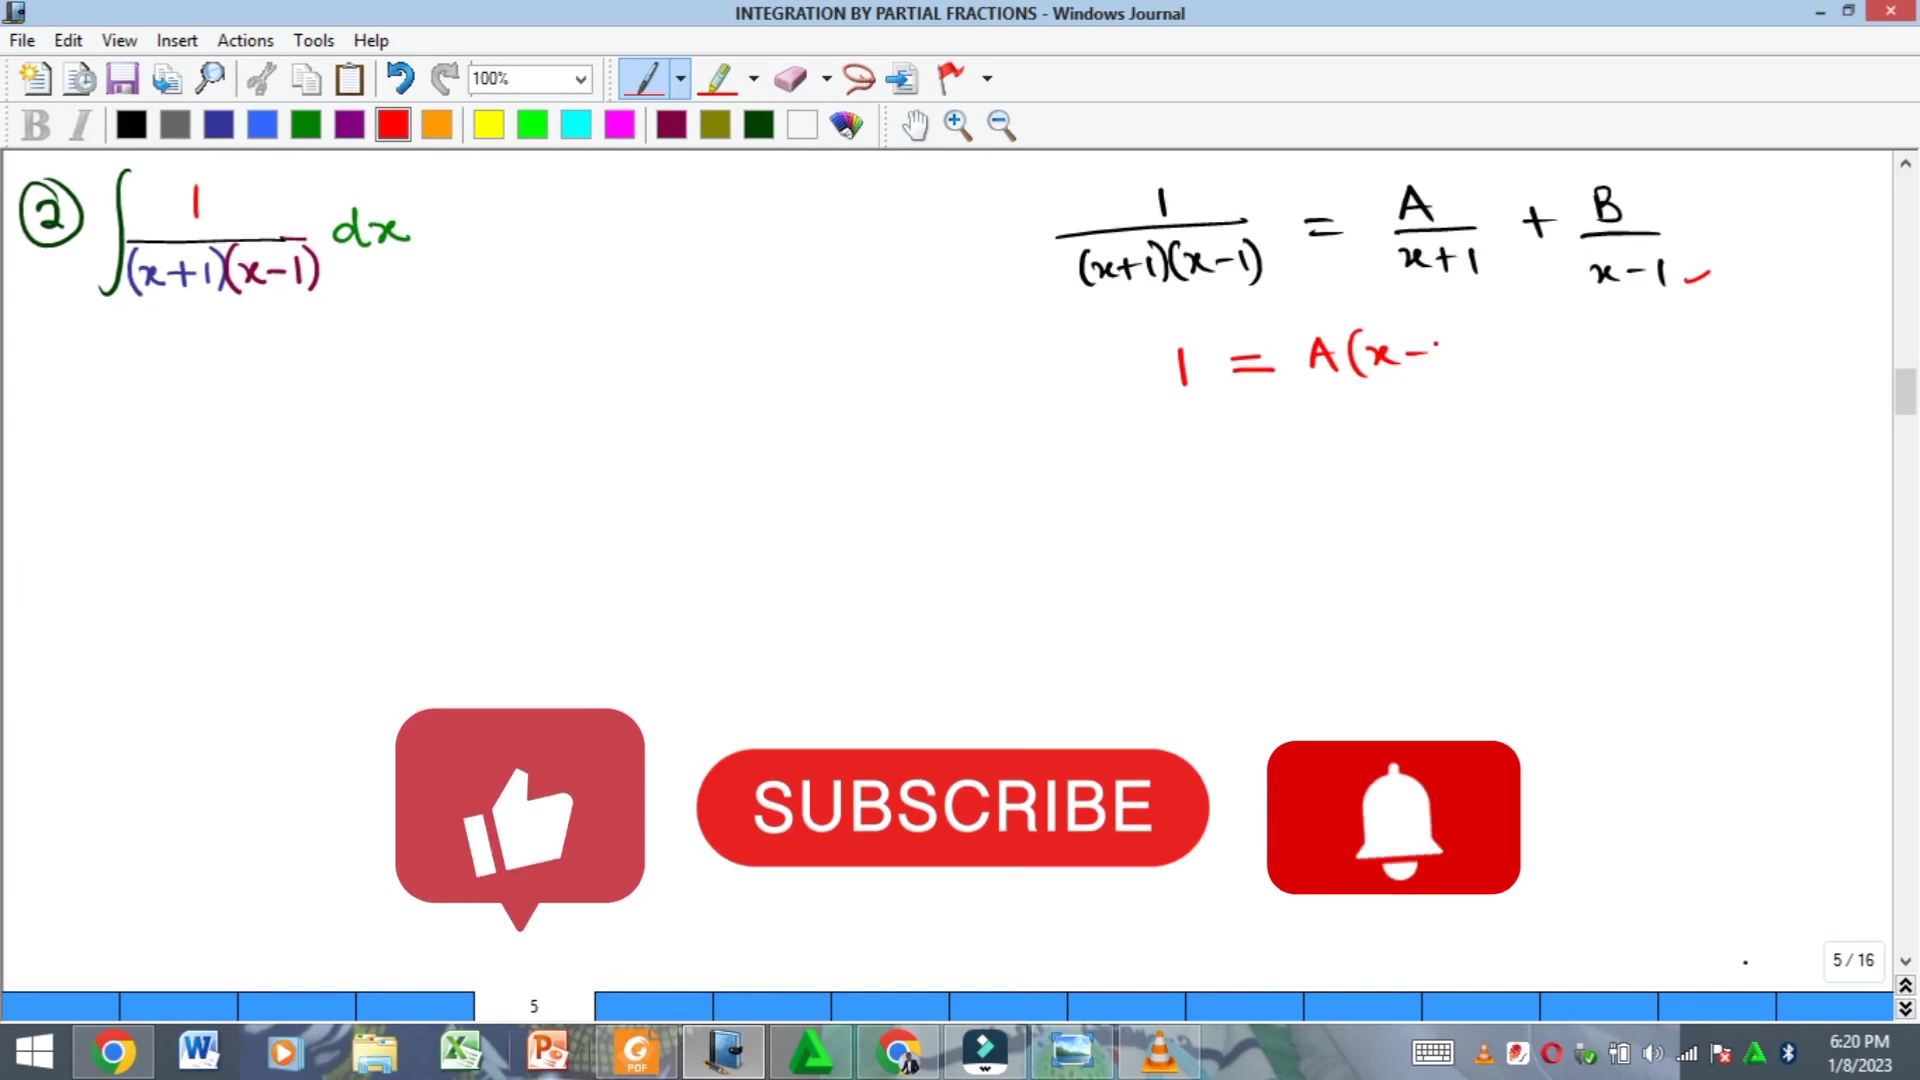 INTEGRATION BY PARTIAL FRACTIONS - Windows Journal
File Edit View Insert Actions Tools Help
100%
B I
② ∫ 1/((x+1)(x-1)) dx
1/((x+1)(x-1)) = A/(x+1) + B/(x-1) ✓
1 = A(x-
SUBSCRIBE
5 / 16
5
PDF
6:20 PM
1/8/2023